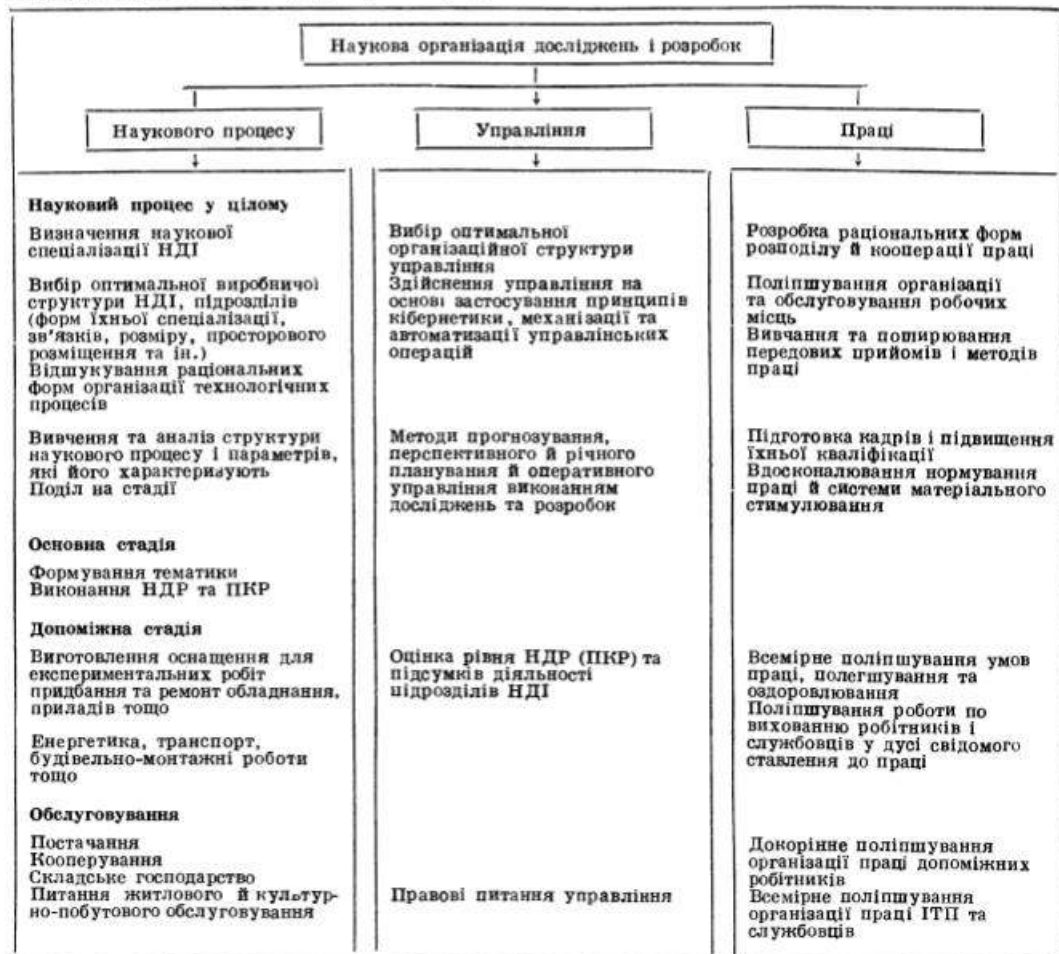 Наукова організація досліджень і розробок
Наукового процесу
Управління
Праці
Науковий процес у цілому
Визначення наукової
спеціалізації НДІ
Вибір оптимальної виробничої
структури НДІ, підрозділів
(форм їхньої спеціалізації,
зв'язків, розміру, просторового
розміщення та ін.)
Відшукування раціональних
форм організації технологічних
процесів
Вивчення та аналіз структури
наукового процесу і параметрів,
які його характеризують
Поділ на стадії
Основна стадія
Формування тематики
Виконання НДР та ПКР
Допоміжна стадія
Виготовлення оснащення для
експериментальних робіт
придбання та ремонт обладнання,
приладів тощо
Енергетика, транспорт,
будівельно-монтажні роботи
тощо
Обслуговування
Постачання
Кооперування
Складське господарство
Питання житлового й культур-
но-побутового обслуговування
Вибір оптимальної
організаційної структури
управління
Здійснення управління на
основі застосування принципів
кібернетики, механізації та
автоматизації управлінських
операцій
Методи прогнозування,
перспективного й річного
планування й оперативного
управління виконанням
досліджень та розробок
Оцінка рівня НДР (ПКР) та
підсумків діяльності
підрозділів НДІ
Правові питання управління
Розробка раціональних форм
розподілу й кооперації праці
Поліпшування організації
та обслуговування робочих
місць
Вивчання та поширювання
передових прийомів і методів
праці
Підготовка кадрів і підвищення
їхньої кваліфікації
Вдосконалювання нормування
праці й системи матеріального
стимулювання
Всемірне поліпшування умов
праці, полегшування та
оздоровлювання
Поліпшування роботи по
вихованню робітників і
службовців у дусі свідомого
ставлення до праці
Докорінне поліпшування
організації праці допоміжних
робітників
Всемірне поліпшування
організації праці ІТП та
службовців